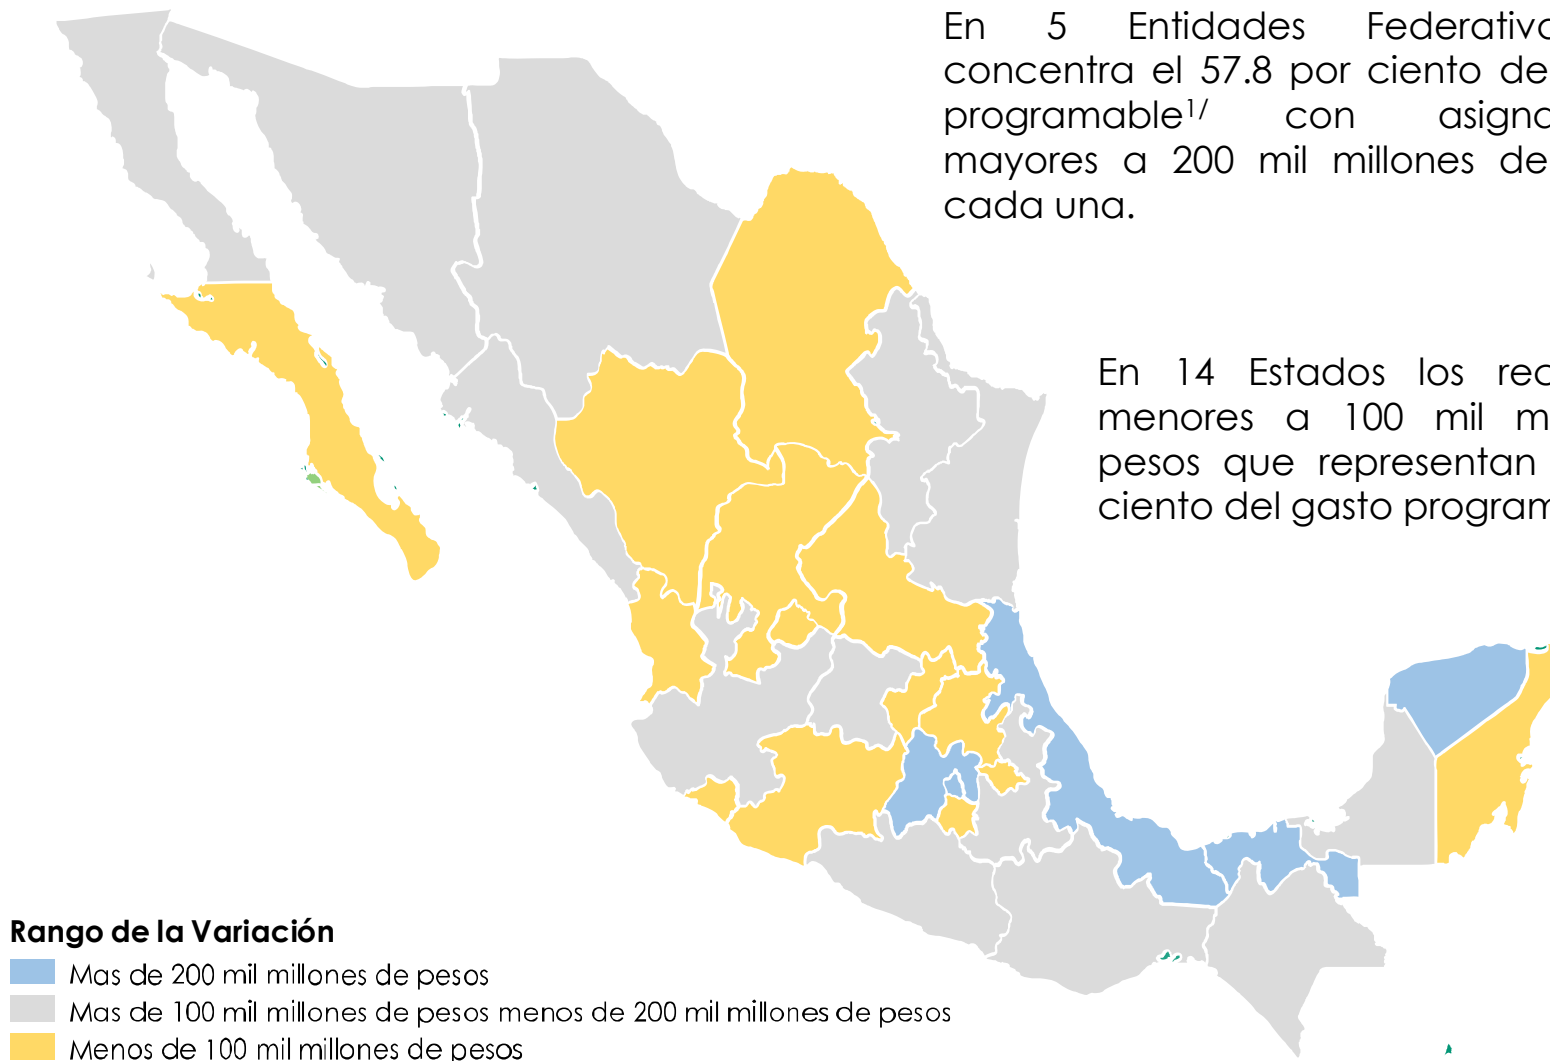 En 5 Entidades Federativ
concentra el 57.8 por ciento de
programable1/ con asign
mayores a 200 mil millones de
cada una.
En 14 Estados los rec
menores a 100 mil m
pesos que representan
ciento del gasto program
Rango de la Variación
Mas de 200 mil millones de pesos
Mas de 100 mil millones de pesos menos de 200 mil millones de pesos
Menos de 100 mil millones de pesos